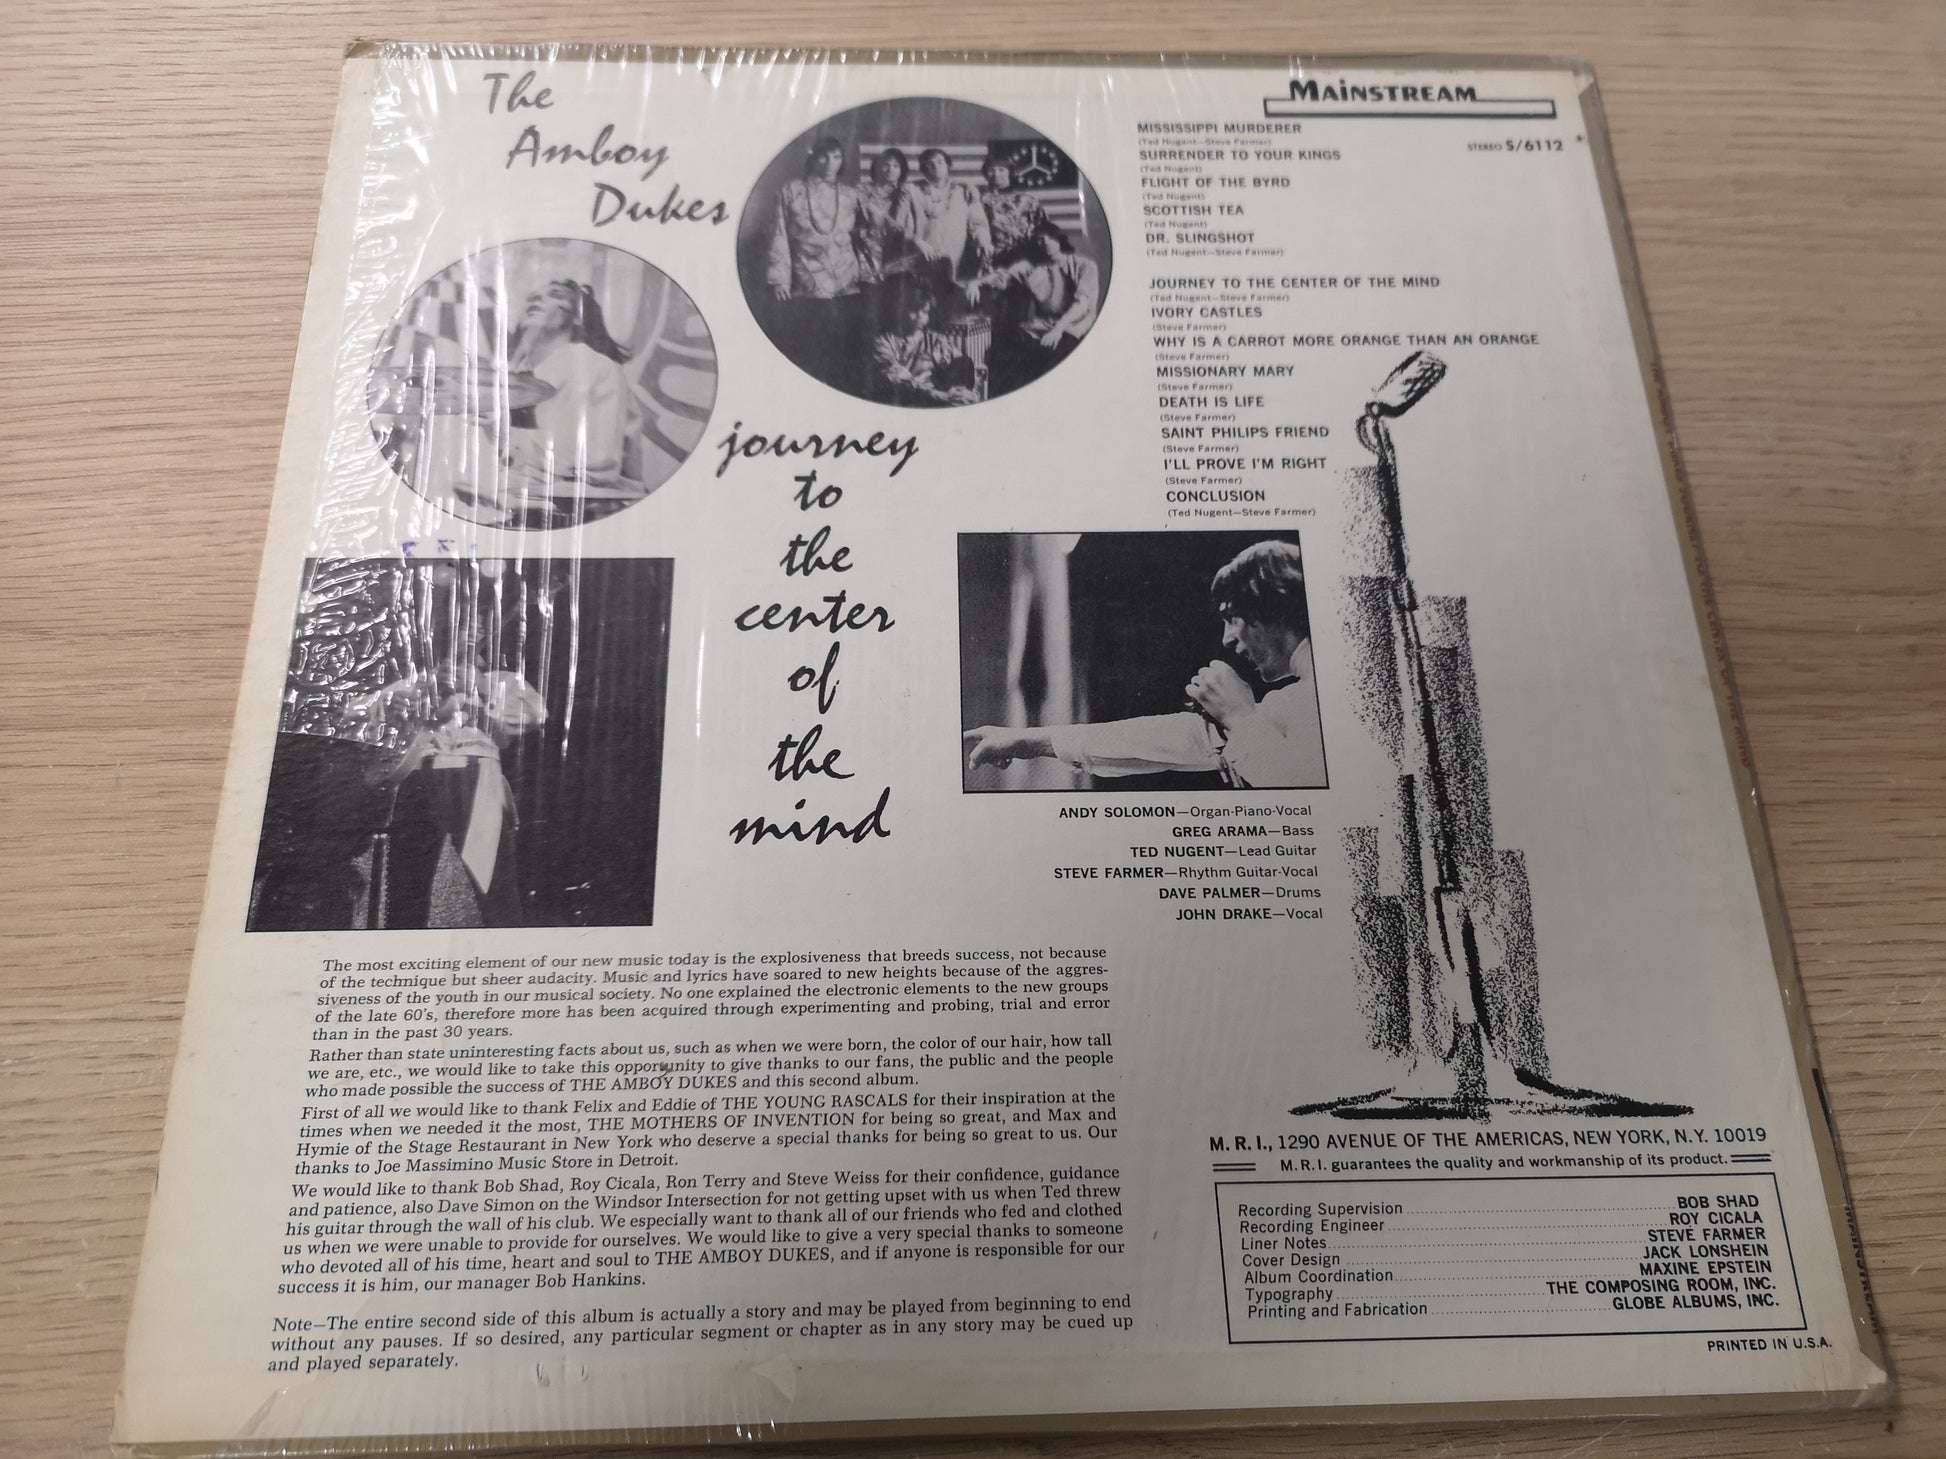 The
Amboy
Dukes
journey
to
the
center
of
the
mind
MAINSTREAM
STEREO S/6112
MISSISSIPPI MURDERER
(Ted Nugent—Steve Farmer)
SURRENDER TO YOUR KINGS
(Ted Nugent)
FLIGHT OF THE BYRD
(Ted Nugent)
SCOTTISH TEA
(Ted Nugent)
DR. SLINGSHOT
(Ted Nugent—Steve Farmer)
JOURNEY TO THE CENTER OF THE MIND
(Ted Nugent—Steve Farmer)
IVORY CASTLES
(Steve Farmer)
WHY IS A CARROT MORE ORANGE THAN AN ORANGE
(Steve Farmer)
MISSIONARY MARY
(Steve Farmer)
DEATH IS LIFE
(Steve Farmer)
SAINT PHILIPS FRIEND
(Steve Farmer)
I'LL PROVE I'M RIGHT
(Steve Farmer)
CONCLUSION
(Ted Nugent—Steve Farmer)
ANDY SOLOMON—Organ-Piano-Vocal
GREG ARAMA—Bass
TED NUGENT—Lead Guitar
STEVE FARMER—Rhythm Guitar-Vocal
DAVE PALMER—Drums
JOHN DRAKE—Vocal
The most exciting element of our new music today is the explosiveness that breeds success, not because
of the technique but sheer audacity. Music and lyrics have soared to new heights because of the aggres-
siveness of the youth in our musical society. No one explained the electronic elements to the new groups
of the late 60's, therefore more has been acquired through experimenting and probing, trial and error
than in the past 30 years.
Rather than state uninteresting facts about us, such as when we were born, the color of our hair, how tall
we are, etc., we would like to take this opportunity to give thanks to our fans, the public and the people
who made possible the success of THE AMBOY DUKES and this second album.
First of all we would like to thank Felix and Eddie of THE YOUNG RASCALS for their inspiration at the
times when we needed it the most, THE MOTHERS OF INVENTION for being so great, and Max and
Hymie of the Stage Restaurant in New York who deserve a special thanks for being so great to us. Our
thanks to Joe Massimino Music Store in Detroit.
We would like to thank Bob Shad, Roy Cicala, Ron Terry and Steve Weiss for their confidence, guidance
and patience, also Dave Simon on the Windsor Intersection for not getting upset with us when Ted threw
his guitar through the wall of his club. We especially want to thank all of our friends who fed and clothed
us when we were unable to provide for ourselves. We would like to give a very special thanks to someone
who devoted all of his time, heart and soul to THE AMBOY DUKES, and if anyone is responsible for our
success it is him, our manager Bob Hankins.
Note—The entire second side of this album is actually a story and may be played from beginning to end
without any pauses. If so desired, any particular segment or chapter as in any story may be cued up
and played separately.
M. R. I., 1290 AVENUE OF THE AMERICAS, NEW YORK, N.Y. 10019
M.R.I. guarantees the quality and workmanship of its product.
Recording Supervision BOB SHAD
Recording Engineer ROY CICALA
Liner Notes STEVE FARMER
Cover Design JACK LONSHEIN
Album Coordination MAXINE EPSTEIN
Typography THE COMPOSING ROOM, INC.
Printing and Fabrication GLOBE ALBUMS, INC.
PRINTED IN U.S.A.